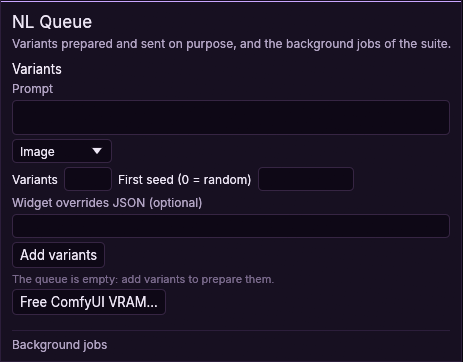 NL Queue
Variants prepared and sent on purpose, and the background jobs of the suite.
Variants
Prompt
Image
Variants First seed (0 = random)
Widget overrides JSON (optional)
Add variants
The queue is empty: add variants to prepare them.
Free ComfyUI VRAM...
Background jobs